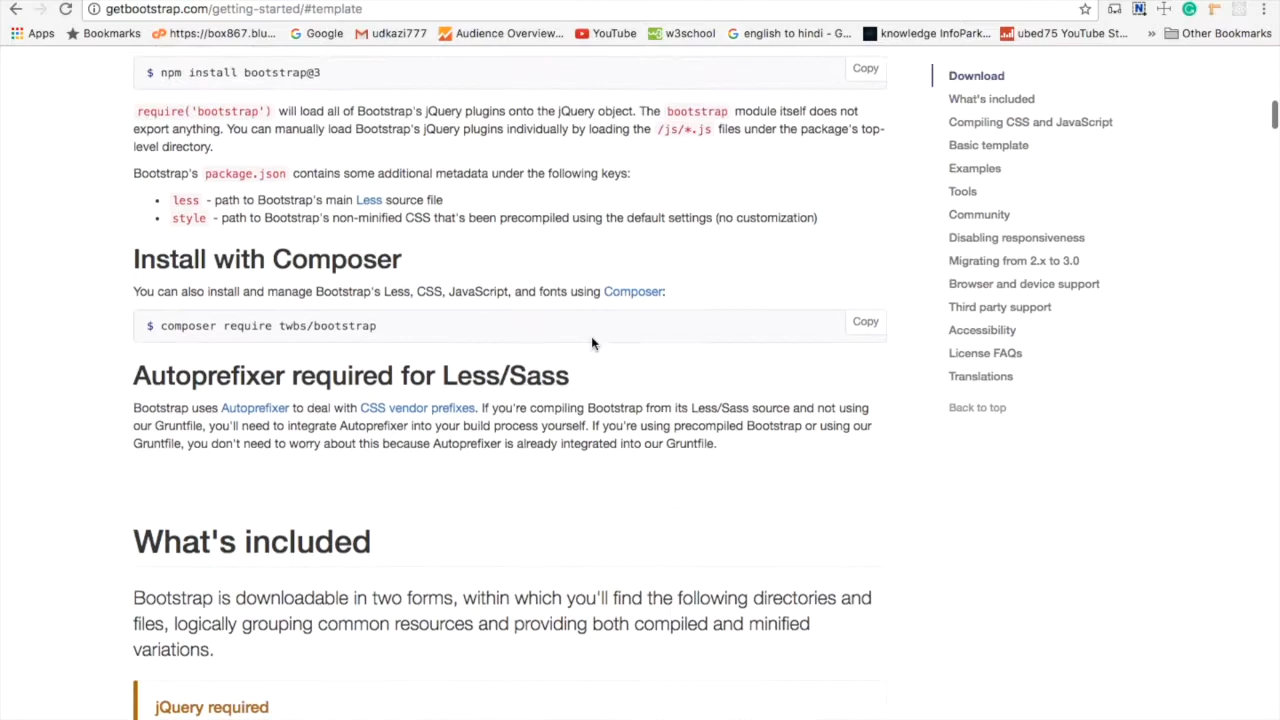 getbootstrap.com/getting-started/#template
Apps Bookmarks https://box867.blu... Google udkazi777 Audience Overview... YouTube w3school english to hindi - G... knowledge InfoPark... ubed75 YouTube St... » Other Bookmarks
$ npm install bootstrap@3
Copy
require('bootstrap') will load all of Bootstrap's jQuery plugins onto the jQuery object. The bootstrap module itself does not
export anything. You can manually load Bootstrap's jQuery plugins individually by loading the /js/*.js files under the package's top-
level directory.
Bootstrap's package.json contains some additional metadata under the following keys:
• less - path to Bootstrap's main Less source file
• style - path to Bootstrap's non-minified CSS that's been precompiled using the default settings (no customization)
Install with Composer
You can also install and manage Bootstrap's Less, CSS, JavaScript, and fonts using Composer:
$ composer require twbs/bootstrap
Copy
Autoprefixer required for Less/Sass
Bootstrap uses Autoprefixer to deal with CSS vendor prefixes. If you're compiling Bootstrap from its Less/Sass source and not using
our Gruntfile, you'll need to integrate Autoprefixer into your build process yourself. If you're using precompiled Bootstrap or using our
Gruntfile, you don't need to worry about this because Autoprefixer is already integrated into our Gruntfile.
What's included
Bootstrap is downloadable in two forms, within which you'll find the following directories and
files, logically grouping common resources and providing both compiled and minified
variations.
jQuery required
Download
What's included
Compiling CSS and JavaScript
Basic template
Examples
Tools
Community
Disabling responsiveness
Migrating from 2.x to 3.0
Browser and device support
Third party support
Accessibility
License FAQs
Translations
Back to top